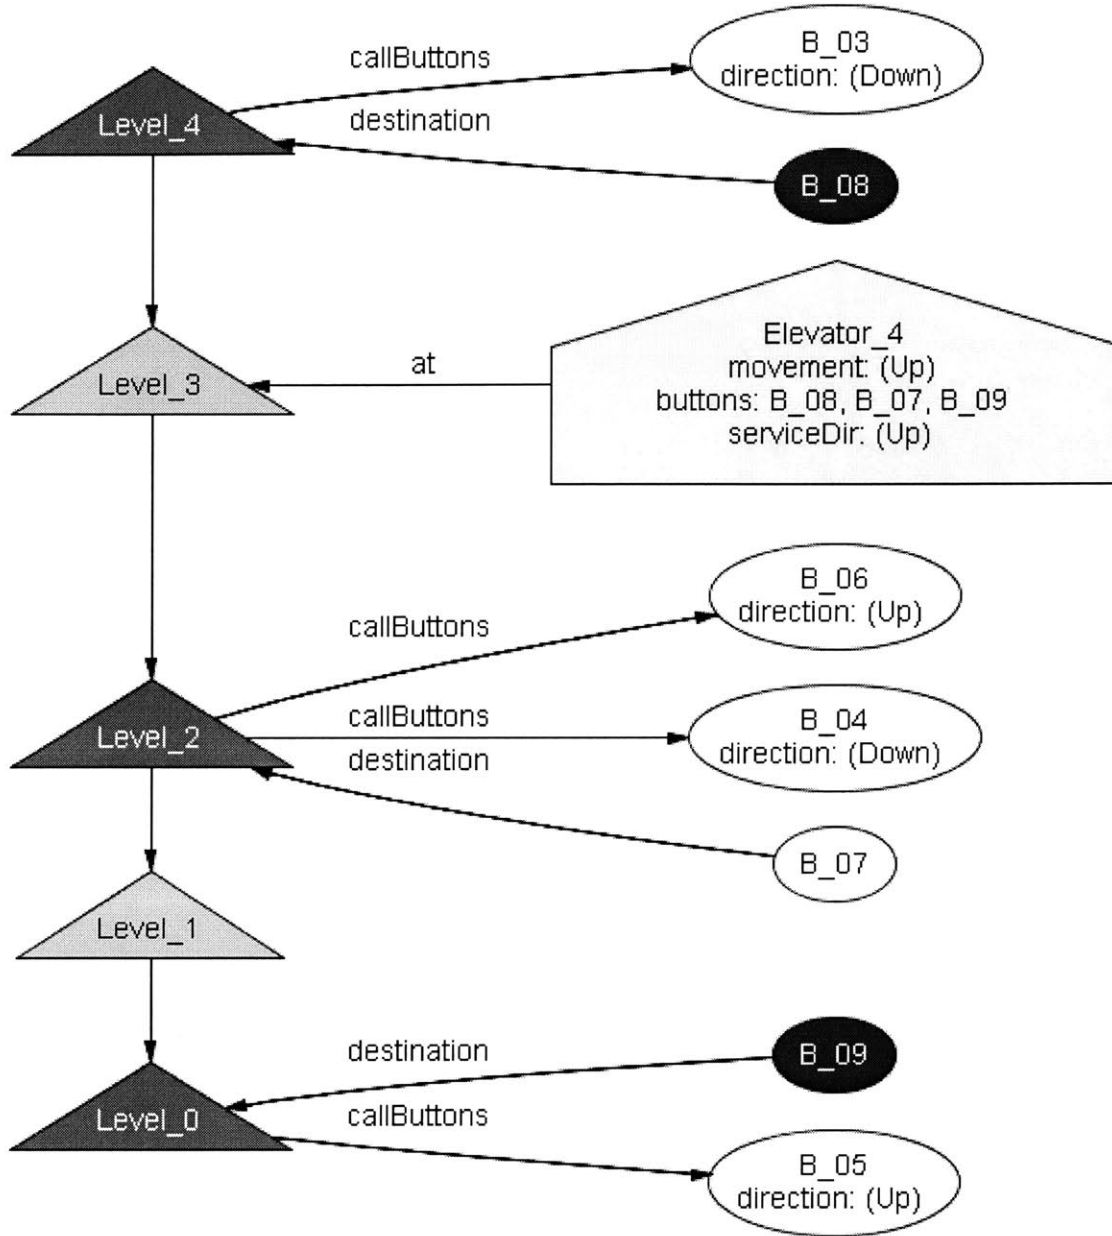 callButtons
B_03
direction: (Down)
Level_4
destination
B_08
Elevator_4
movement: (Up)
buttons: B_08, B_07, B_09
serviceDir: (Up)
at
Level_3
B_06
direction: (Up)
callButtons
callButtons
B_04
direction: (Down)
Level_2
destination
B_07
Level_1
destination
B_09
callButtons
Level_0
B_05
direction: (Up)